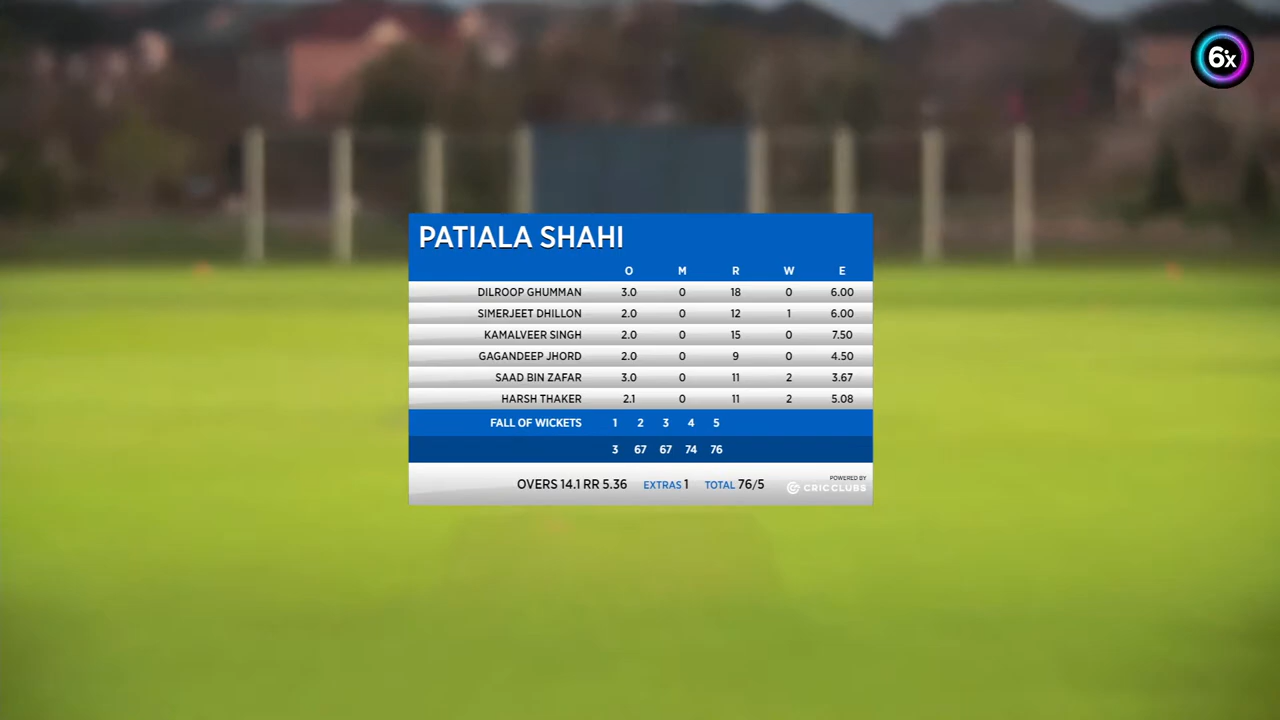 6x
PATIALA SHAHI
O M R W E
DILROOP GHUMMAN 3.0 0 18 0 6.00
SIMERJEET DHILLON 2.0 0 12 1 6.00
KAMALVEER SINGH 2.0 0 15 0 7.50
GAGANDEEP JHORD 2.0 0 9 0 4.50
SAAD BIN ZAFAR 3.0 0 11 2 3.67
HARSH THAKER 2.1 0 11 2 5.08
FALL OF WICKETS 1 2 3 4 5
3 67 67 74 76
OVERS 14.1 RR 5.36 EXTRAS 1 TOTAL 76/5
POWERED BY
CRICCLUBS